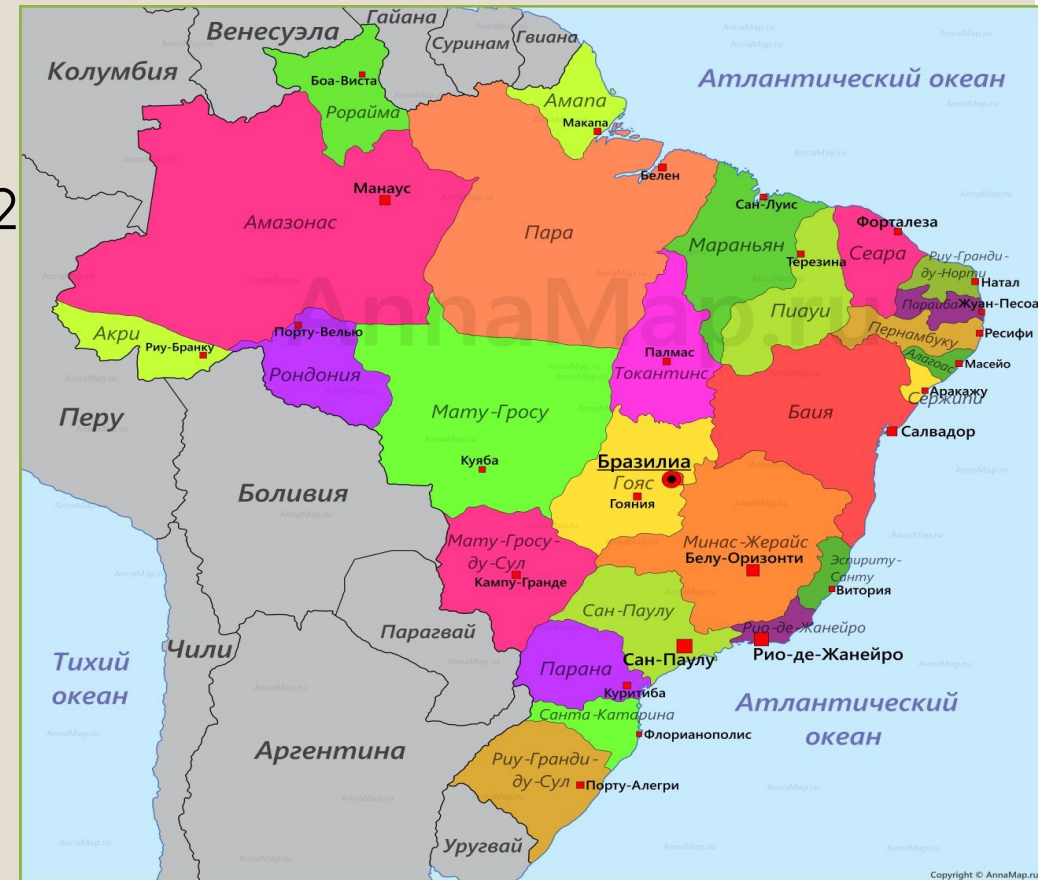 2
Гайана
Венесуэла
Суринам
Гвиана
Колумбия
Боа-Виста
Рорайма
Амапа
Макапа
Атлантический океан
Белен
Манаус
Амазонас
Пара
Сан-Луис
Мараньян
Терезина
Форталеза
Сеара
Риу-Гранди-
ду-Норти
Натал
Параиба
Жуан-Песоа
Пиауи
Пернамбуку
Ресифи
Алагоас
Масейо
Аракажу
Сержипи
AnnaMap.ru
Акри
Риу-Бранку
Порту-Велью
Рондония
Палмас
Токантинс
Перу
Мату-Гросу
Баия
Салвадор
Куяба
Бразилиа
Гояс
Гояния
Боливия
Мату-Гросу-
ду-Сул
Кампу-Гранде
Минас-Жерайс
Белу-Оризонти
Эспириту-
Санту
Витория
Сан-Паулу
Рио-де-Жанейро
Сан-Паулу
Рио-де-Жанейро
Парагвай
Чили
Тихий
океан
Парана
Куритиба
Атлантический
океан
Санта-Катарина
Флорианополис
Аргентина
Риу-Гранди-
ду-Сул
Порту-Алегри
Уругвай
Copyright © AnnaMap.ru